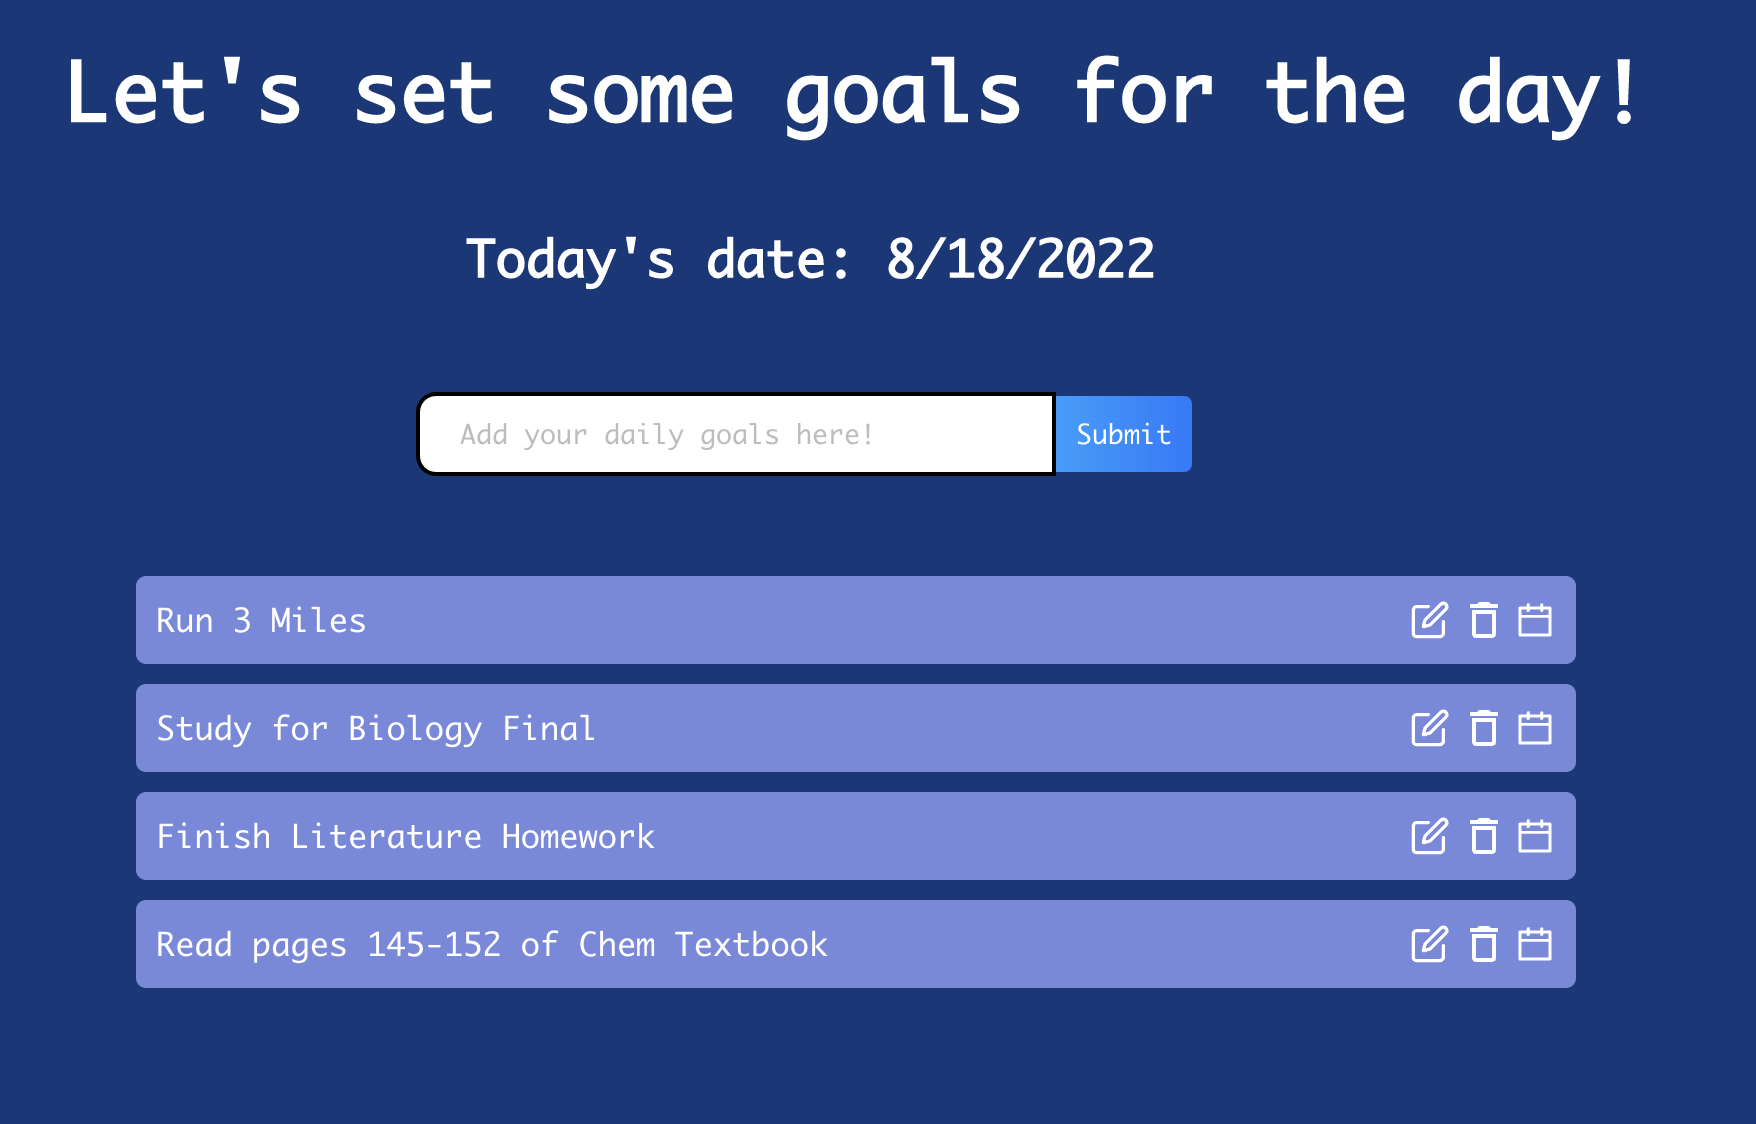 Let's set some goals for the day!
Today's date: 8/18/2022
Add your daily goals here!
Submit
Run 3 Miles
Study for Biology Final
Finish Literature Homework
Read pages 145-152 of Chem Textbook